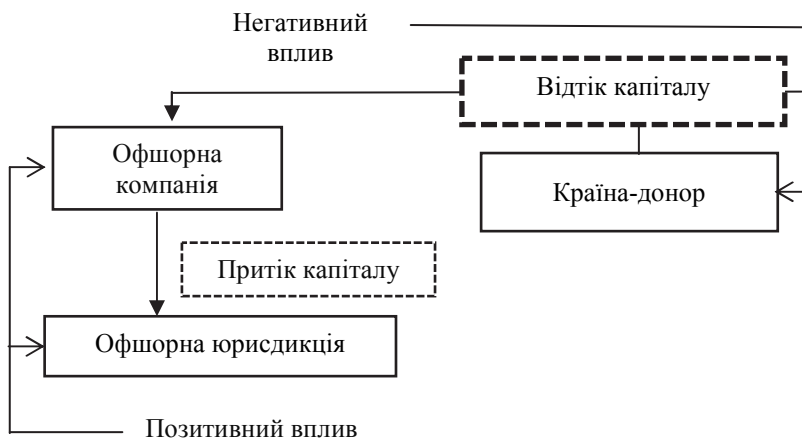 Негативний
вплив
Відтік капіталу
Офшорна
компанія
Країна-донор
Притік капіталу
Офшорна юрисдикція
Позитивний вплив